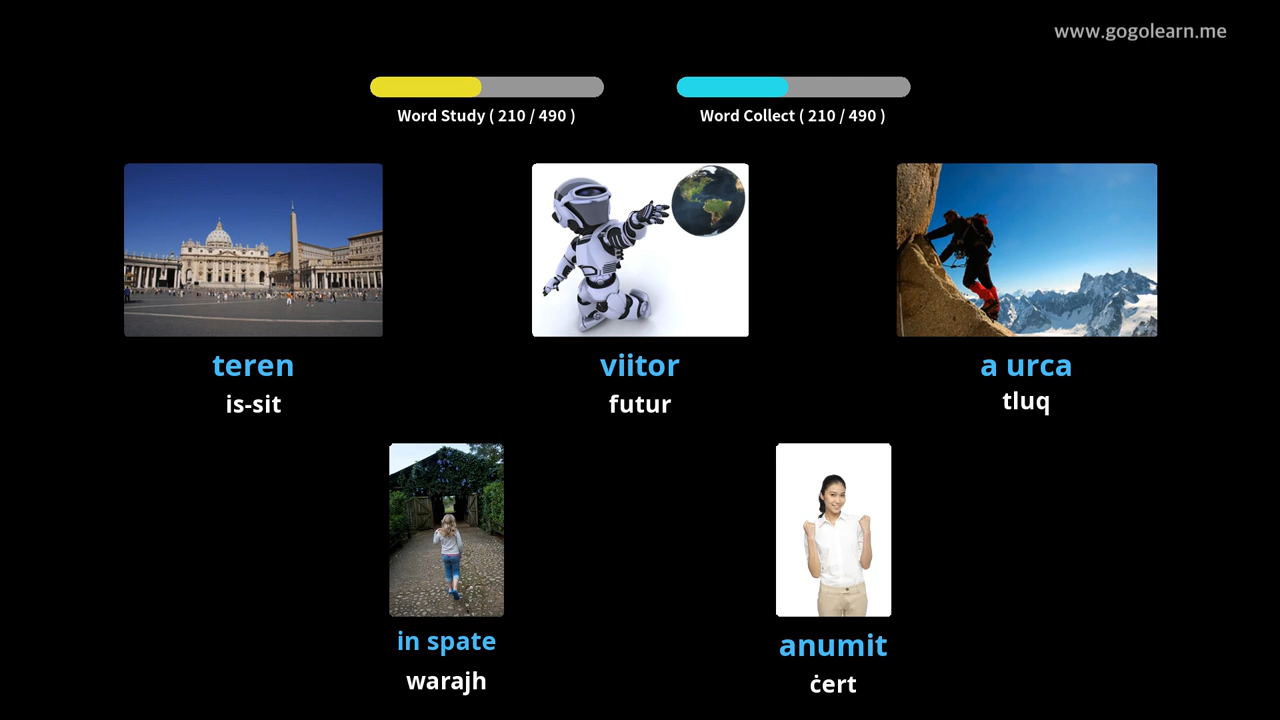 www.gogolearn.me
Word Study ( 210 / 490 )
Word Collect ( 210 / 490 )
teren
is-sit
viitor
futur
a urca
tluq
in spate
warajh
anumit
ċert